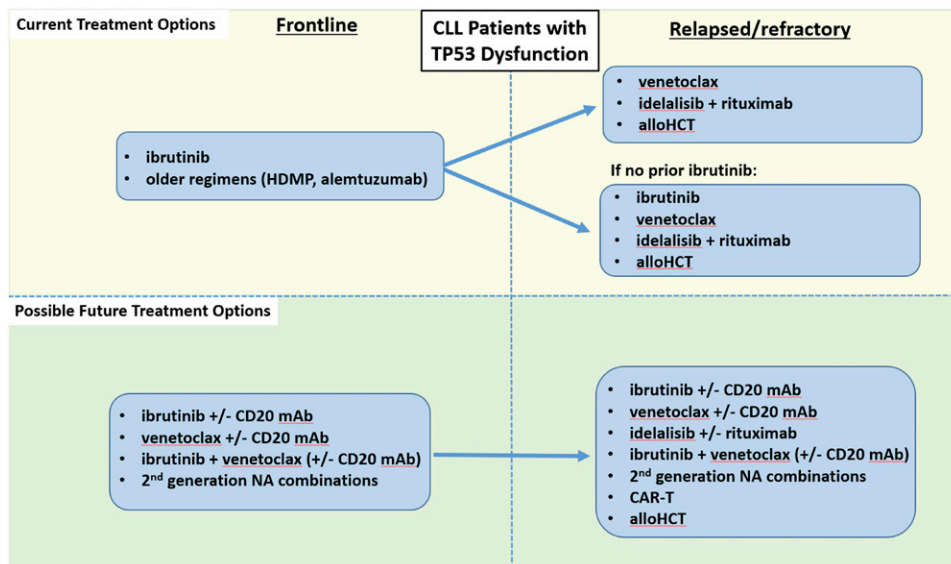 Current Treatment Options
Frontline
CLL Patients with
TP53 Dysfunction
Relapsed/refractory
• ibrutinib
• older regimens (HDMP, alemtuzumab)
• venetoclax
• idelalisib + rituximab
• alloHCT
If no prior ibrutinib:
• ibrutinib
• venetoclax
• idelalisib + rituximab
• alloHCT
Possible Future Treatment Options
• ibrutinib +/- CD20 mAb
• venetoclax +/- CD20 mAb
• ibrutinib + venetoclax (+/- CD20 mAb)
• 2nd generation NA combinations
• ibrutinib +/- CD20 mAb
• venetoclax +/- CD20 mAb
• idelalisib +/- rituximab
• ibrutinib + venetoclax (+/- CD20 mAb)
• 2nd generation NA combinations
• CAR-T
• alloHCT